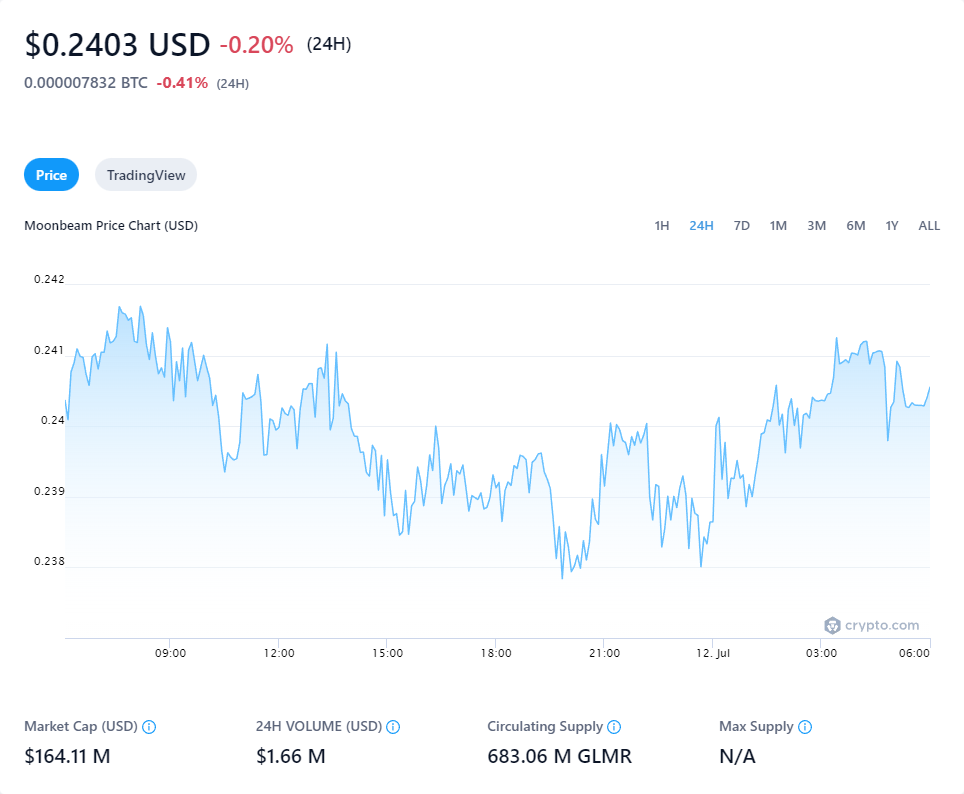 $0.2403 USD -0.20% (24H)
0.000007832 BTC -0.41% (24H)
Price TradingView
Moonbeam Price Chart (USD) 1H 24H 7D 1M 3M 6M 1Y ALL
0.242
0.241
0.24
0.239
0.238
crypto.com
09:00 12:00 15:00 18:00 21:00 12. Jul 03:00 06:00
Market Cap (USD) 24H VOLUME (USD) Circulating Supply Max Supply
$164.11 M $1.66 M 683.06 M GLMR N/A